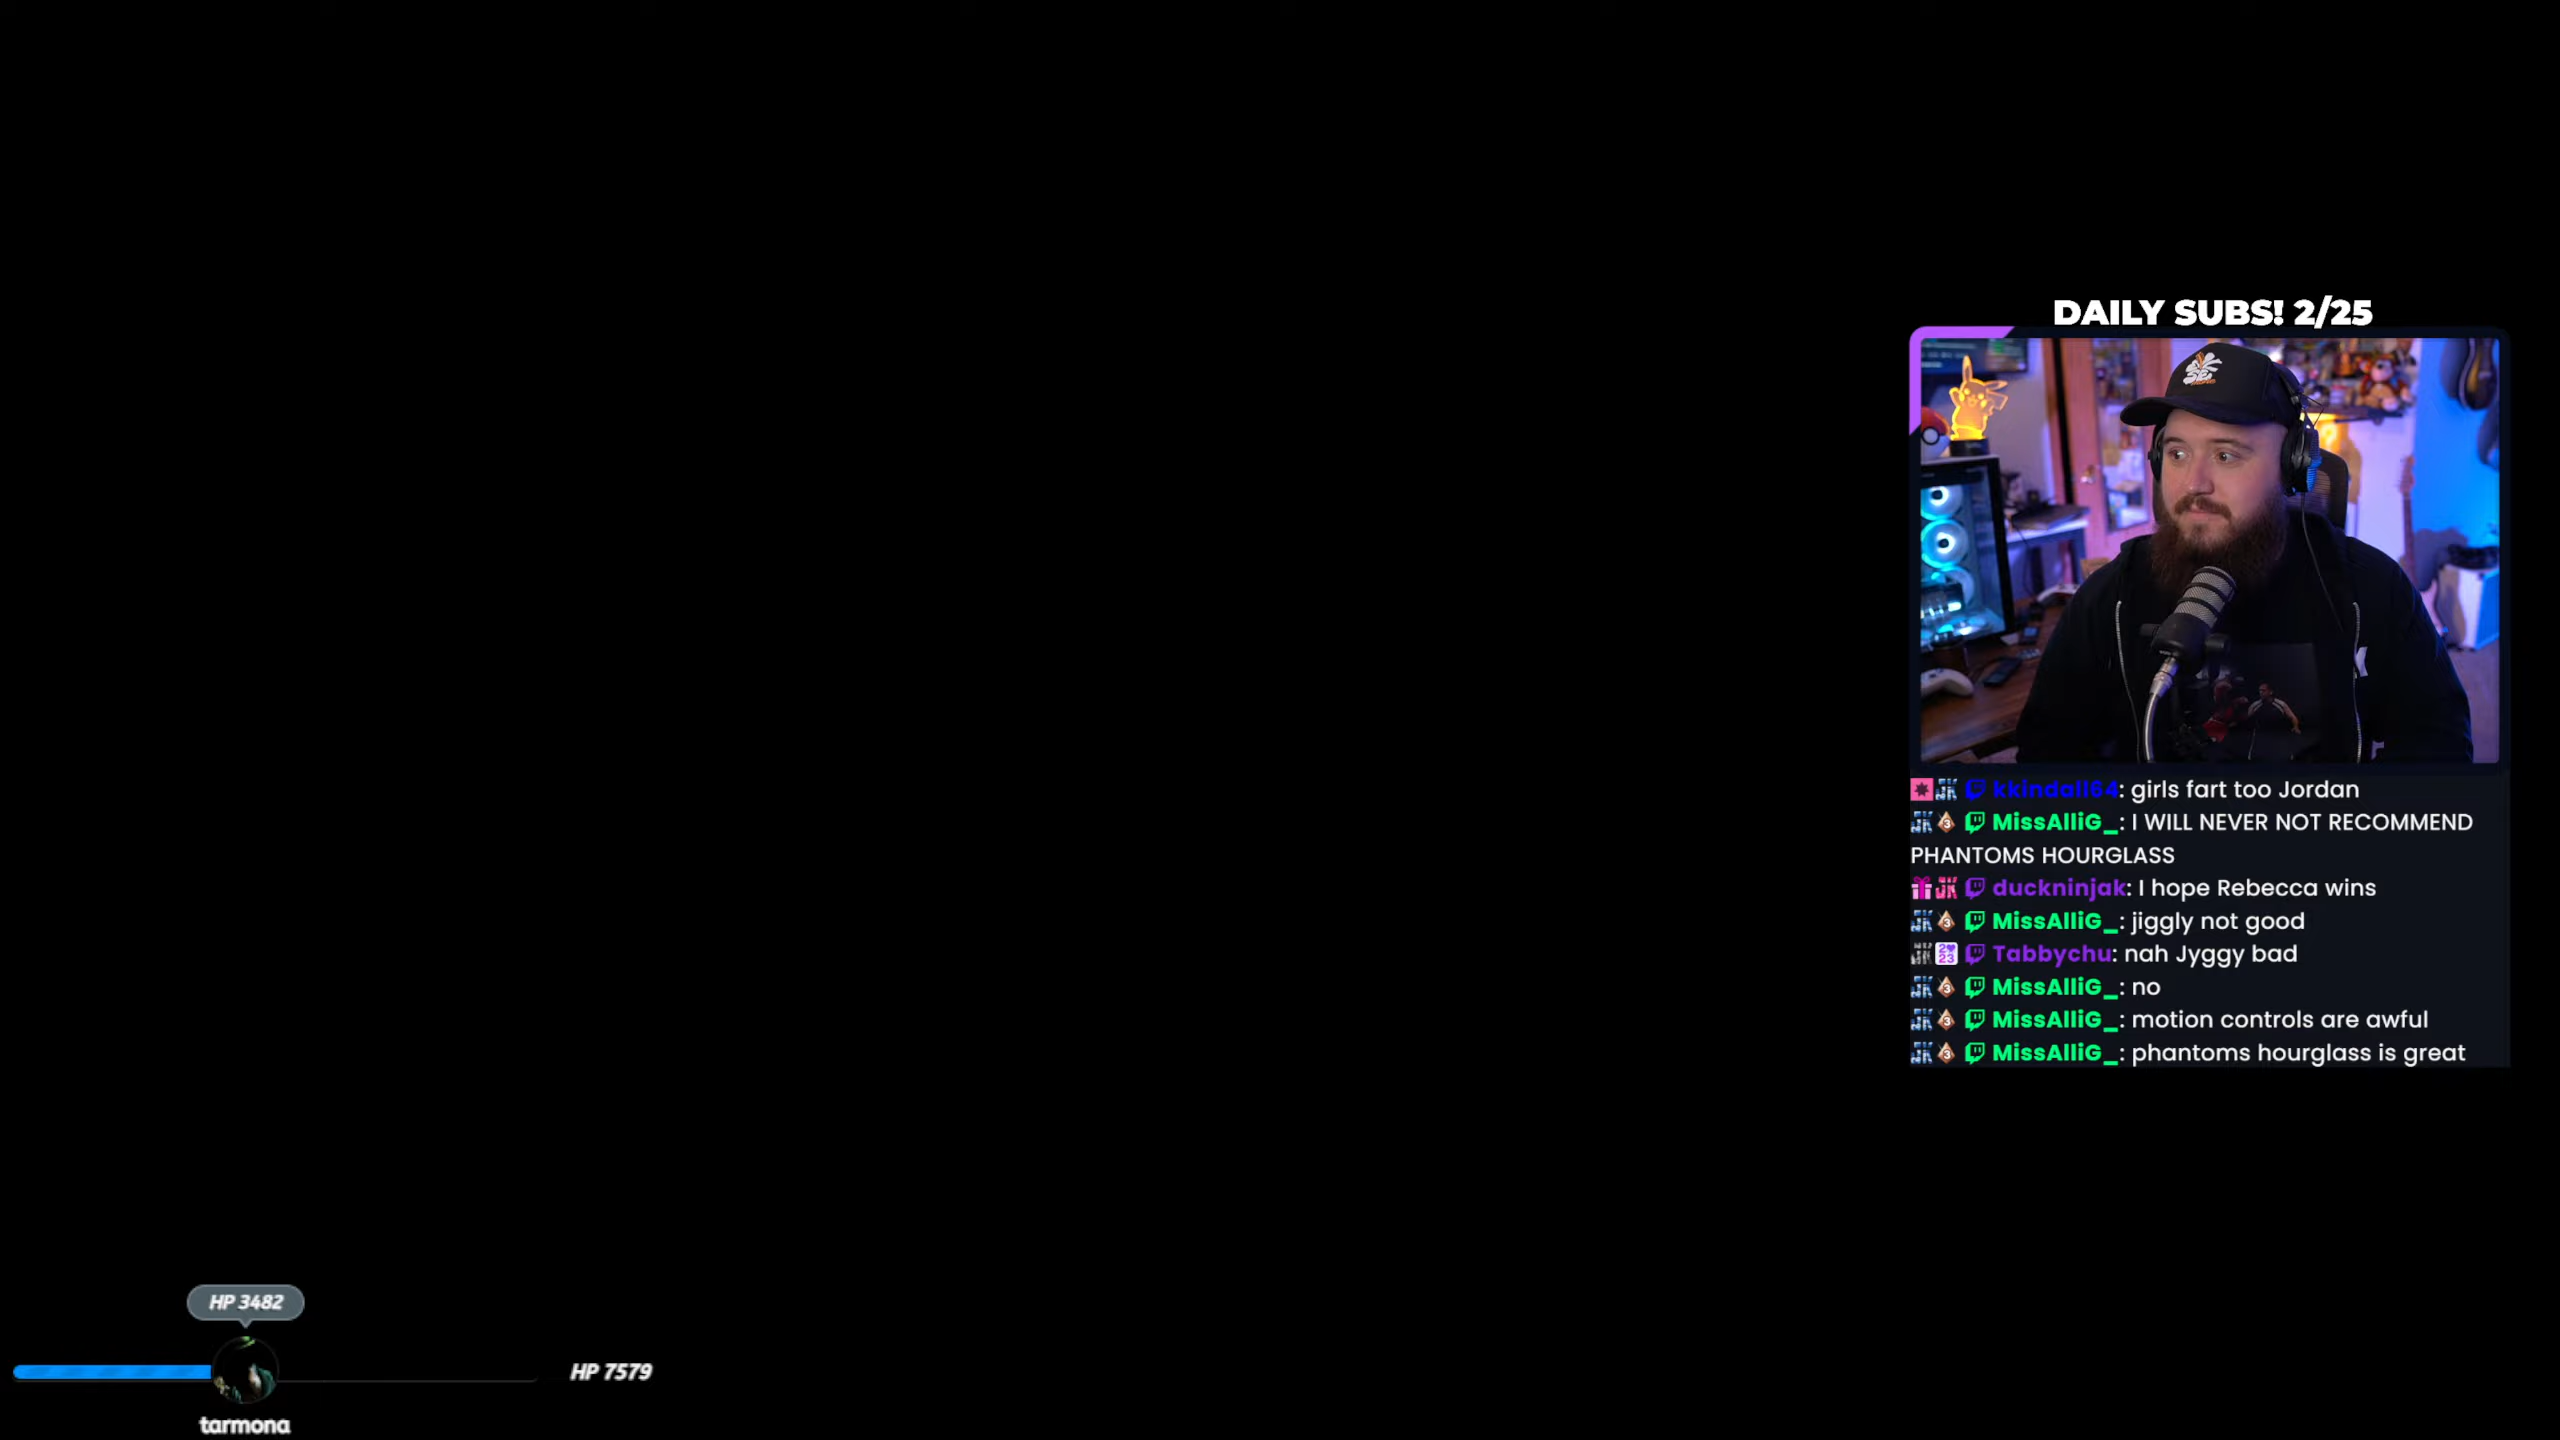 DAILY SUBS! 2/25
kkindall64: girls fart too Jordan
MissAlliG_: I WILL NEVER NOT RECOMMEND
PHANTOMS HOURGLASS
duckninjak: I hope Rebecca wins
MissAlliG_: jiggly not good
Tabbychu: nah Jyggy bad
MissAlliG_: no
MissAlliG_: motion controls are awful
MissAlliG_: phantoms hourglass is great
HP 3482
HP 7579
tarmona